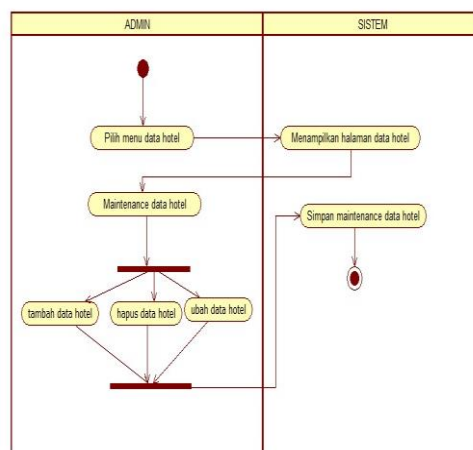 ADMIN
SISTEM
Pilih menu data hotel
Menampilkan halaman data hotel
Maintenance data hotel
Simpan maintenance data hotel
tambah data hotel
hapus data hotel
ubah data hotel